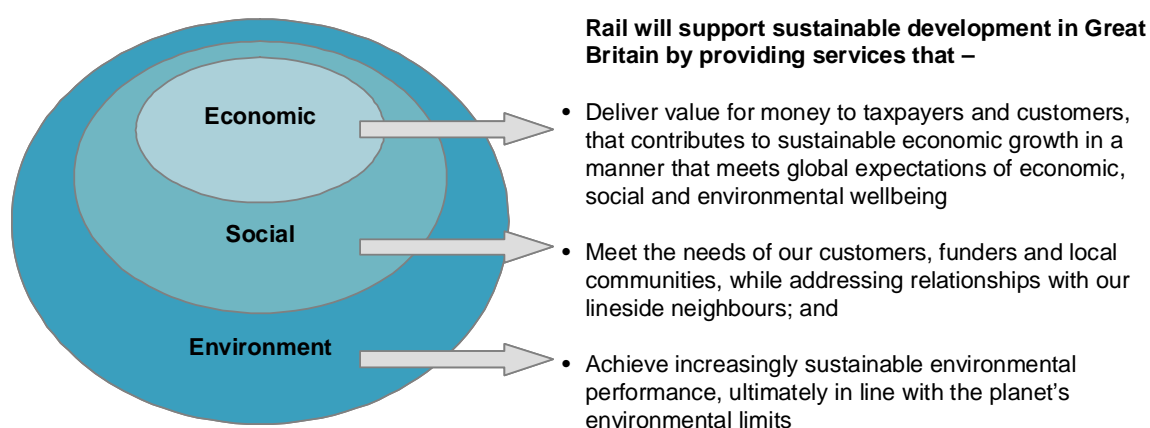 Economic
Social
Environment
Rail will support sustainable development in Great
Britain by providing services that –
• Deliver value for money to taxpayers and customers,
that contributes to sustainable economic growth in a
manner that meets global expectations of economic,
social and environmental wellbeing
• Meet the needs of our customers, funders and local
communities, while addressing relationships with our
lineside neighbours; and
• Achieve increasingly sustainable environmental
performance, ultimately in line with the planet's
environmental limits